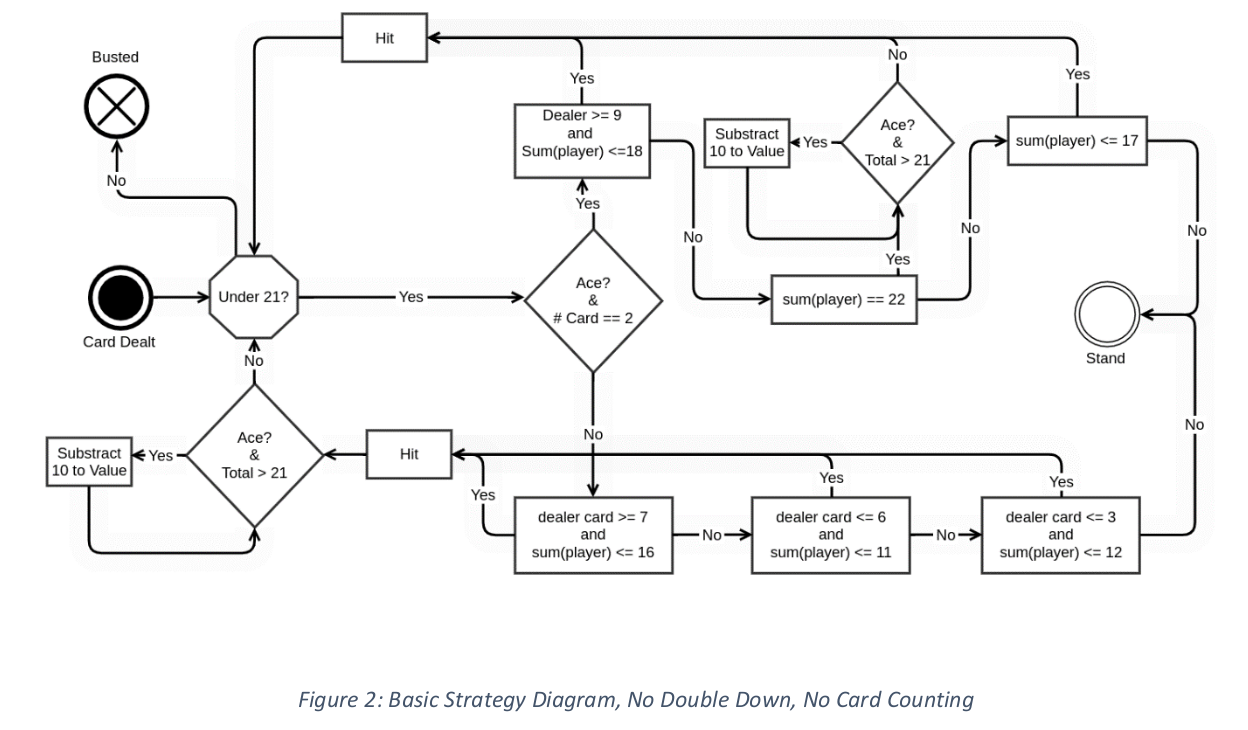 Hit
Busted
No
Yes
Dealer >= 9
and
Sum(player) <=18
Substract
10 to Value
Yes
No
Ace?
&
Total > 21
Yes
sum(player) <= 17
Yes
No
No
No
Yes
sum(player) == 22
Card Dealt
Under 21?
Yes
Ace?
&
# Card == 2
Stand
No
Substract
10 to Value
Yes
Ace?
&
Total > 21
Hit
No
Yes
Yes
Yes
No
dealer card >= 7
and
sum(player) <= 16
No
dealer card <= 6
and
sum(player) <= 11
No
dealer card <= 3
and
sum(player) <= 12
Figure 2: Basic Strategy Diagram, No Double Down, No Card Counting